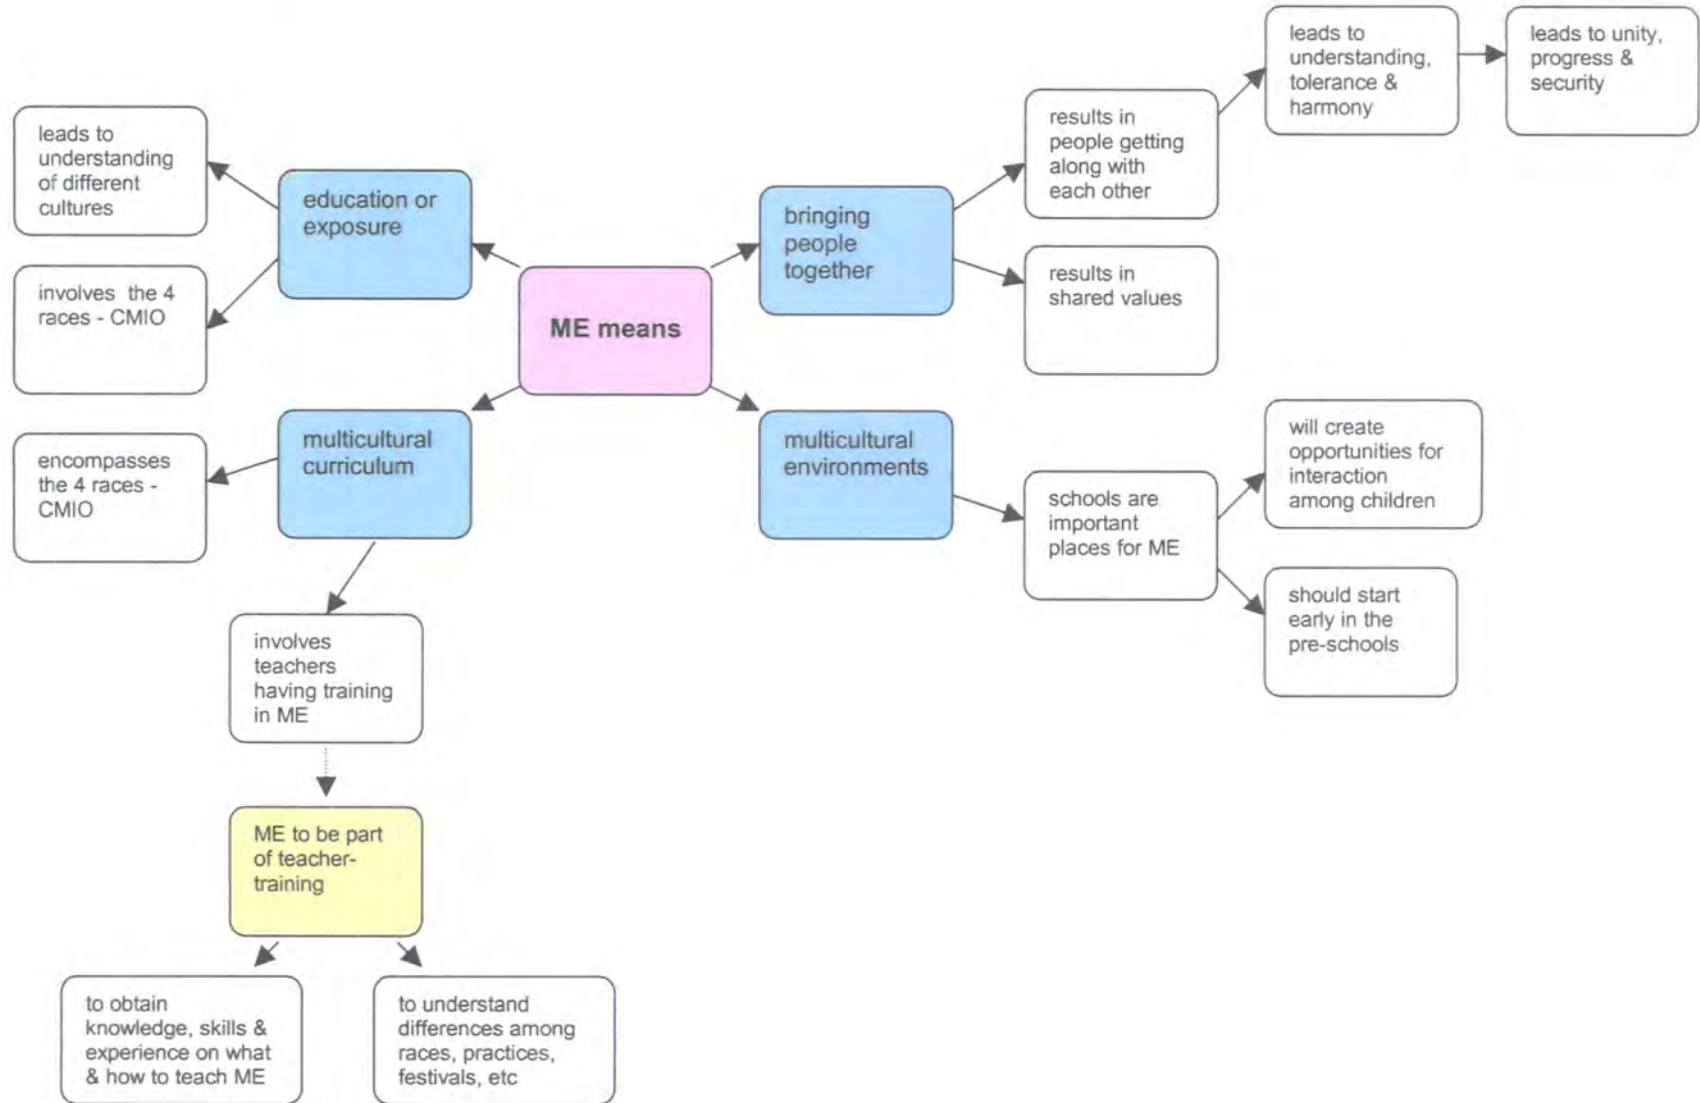 leads to
understanding,
tolerance &
harmony
leads to unity,
progress &
security
leads to
understanding
of different
cultures
education or
exposure
bringing
people
together
results in
people getting
along with
each other
involves the 4
races - CMIO
ME means
results in
shared values
encompasses
the 4 races -
CMIO
multicultural
curriculum
multicultural
environments
schools are
important
places for ME
will create
opportunities for
interaction
among children
should start
early in the
pre-schools
involves
teachers
having training
in ME
ME to be part
of teacher-
training
to obtain
knowledge, skills &
experience on what
& how to teach ME
to understand
differences among
races, practices,
festivals, etc